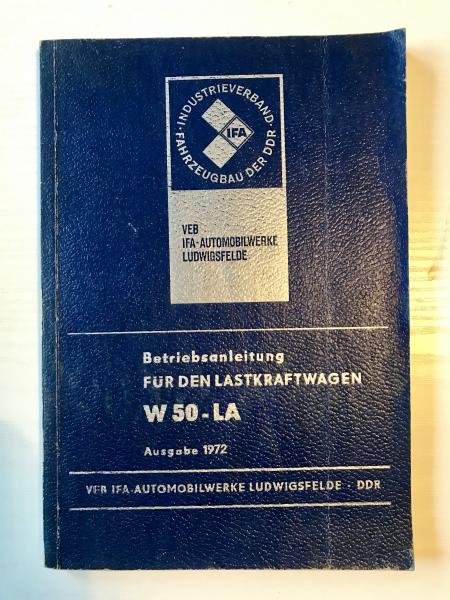 INDUSTRIEVERBAND
FAHRZEUGBAU DER DDR
IFA
VEB
IFA-AUTOMOBILWERKE
LUDWIGSFELDE
Betriebsanleitung
FÜR DEN LASTKRAFTWAGEN
W 50-LA
Ausgabe 1972
VEB IFA-AUTOMOBILWERKE LUDWIGSFELDE · DDR